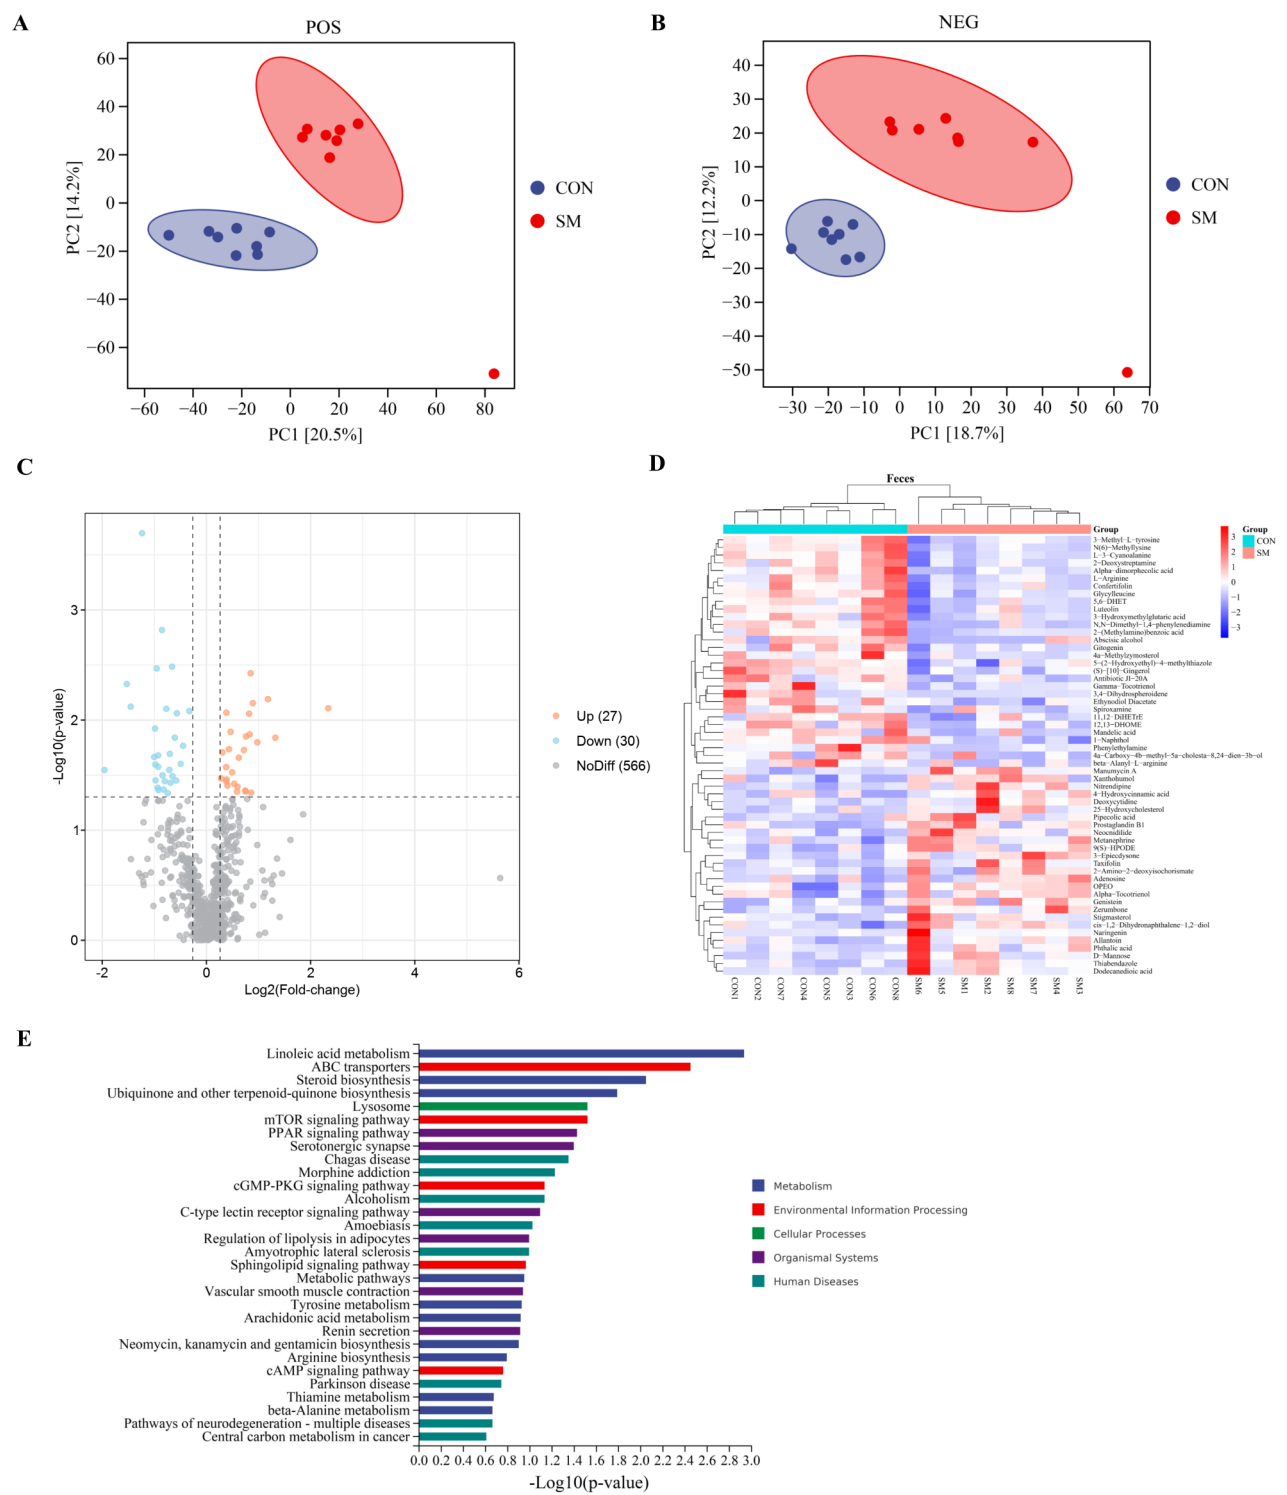 A
POS
PC2 [14.2%]
60
40
20
0
−20
−40
−60
−60 −40 −20 0 20 40 60 80
PC1 [20.5%]
CON
SM
B
NEG
PC2 [12.2%]
40
30
20
10
0
−10
−20
−30
−40
−50
−30 −20 −10 0 10 20 30 40 50 60 70
PC1 [18.7%]
CON
SM
C
-Log10(p-value)
3
2
1
0
-2 0 2 4 6
Log2(Fold-change)
Up (27)
Down (30)
NoDiff (566)
D
Feces
Group
3−Methyl−L−tyrosine
N(6)−Methyllysine
L−3−Cyanoalanine
2−Deoxystreptamine
Alpha−dimorphecolic acid
L−Arginine
Confertifolin
Glycylleucine
5,6−DHET
Luteolin
3−Hydroxymethylglutaric acid
N,N−Dimethyl−1,4−phenylenediamine
2−(Methylamino)benzoic acid
Abscisic alcohol
Gitogenin
4a−Methylzymosterol
5−(2−Hydroxyethyl)−4−methylthiazole
(S)−[10]−Gingerol
Antibiotic JI−20A
Gamma−Tocotrienol
3,4−Dihydrospheroidene
Ethynodiol Diacetate
Spiroxamine
11,12−DiHETrE
12,13−DHOME
Mandelic acid
1−Naphthol
Phenylethylamine
4a−Carboxy−4b−methyl−5a−cholesta−8,24−dien−3b−ol
beta−Alanyl−L−arginine
Manumycin A
Xanthohumol
Nitrendipine
4−Hydroxycinnamic acid
Deoxycytidine
25−Hydroxycholesterol
Pipecolic acid
Prostaglandin B1
Neocnidilide
Metanephrine
9(S)−HPODE
3−Epiecdysone
Taxifolin
2−Amino−2−deoxyisochorismate
Adenosine
OPEO
Alpha−Tocotrienol
Genistein
Zerumbone
Stigmasterol
cis−1,2−Dihydronaphthalene−1,2−diol
Naringenin
Allantoin
Phthalic acid
D−Mannose
Thiabendazole
Dodecanedioic acid
CON1 CON2 CON7 CON4 CON5 CON3 CON6 CON8 SM6 SM5 SM1 SM2 SM8 SM7 SM4 SM3
3
2
1
0
−1
−2
−3
Group
CON
SM
E
Linoleic acid metabolism
ABC transporters
Steroid biosynthesis
Ubiquinone and other terpenoid-quinone biosynthesis
Lysosome
mTOR signaling pathway
PPAR signaling pathway
Serotonergic synapse
Chagas disease
Morphine addiction
cGMP-PKG signaling pathway
Alcoholism
C-type lectin receptor signaling pathway
Amoebiasis
Regulation of lipolysis in adipocytes
Amyotrophic lateral sclerosis
Sphingolipid signaling pathway
Metabolic pathways
Vascular smooth muscle contraction
Tyrosine metabolism
Arachidonic acid metabolism
Renin secretion
Neomycin, kanamycin and gentamicin biosynthesis
Arginine biosynthesis
cAMP signaling pathway
Parkinson disease
Thiamine metabolism
beta-Alanine metabolism
Pathways of neurodegeneration - multiple diseases
Central carbon metabolism in cancer
0.0 0.2 0.4 0.6 0.8 1.0 1.2 1.4 1.6 1.8 2.0 2.2 2.4 2.6 2.8 3.0
-Log10(p-value)
Metabolism
Environmental Information Processing
Cellular Processes
Organismal Systems
Human Diseases